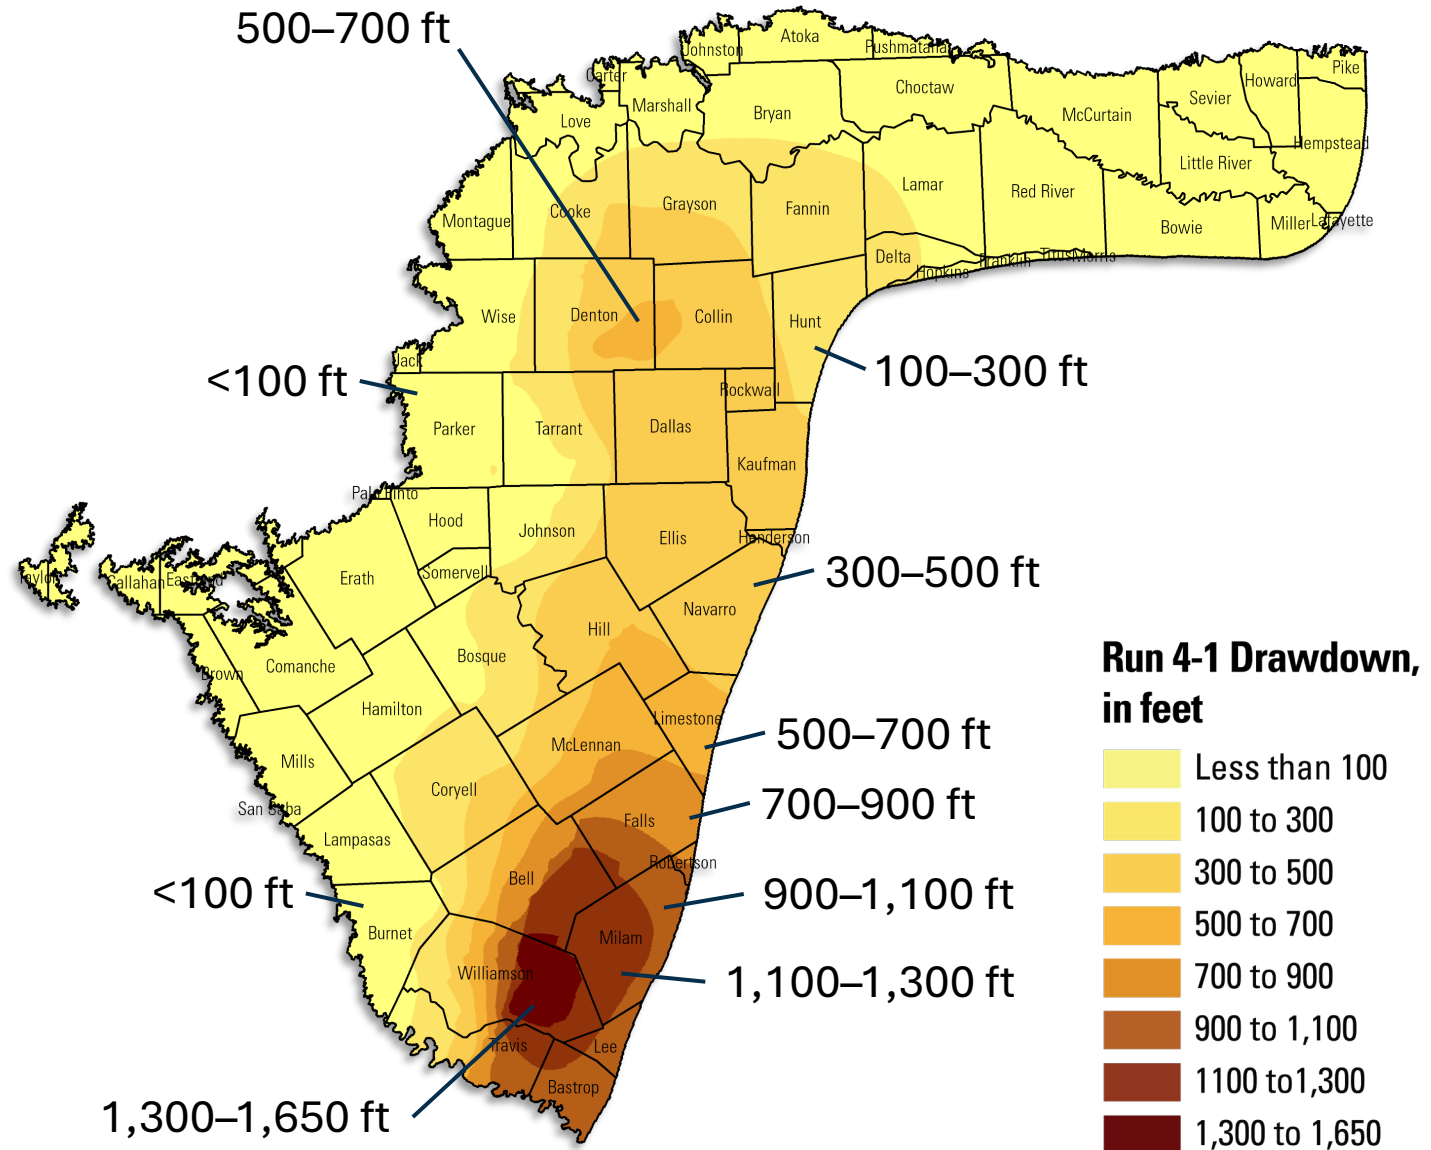 500–700 ft
Johnston
Atoka
Pushmataha
Carter
Marshall
Love
Bryan
Choctaw
McCurtain
Sevier
Howard
Pike
Hempstead
Little River
Montague
Cooke
Grayson
Fannin
Lamar
Red River
Bowie
Miller
Lafayette
Delta
Hopkins
Franklin
Titus
Morris
Wise
Denton
Collin
Hunt
Jack
<100 ft
100–300 ft
Rockwall
Parker
Tarrant
Dallas
Kaufman
Palo Pinto
Hood
Johnson
Ellis
Henderson
Taylor
Callahan
Eastland
Erath
Somervell
300–500 ft
Navarro
Hill
Bosque
Comanche
Brown
Hamilton
Limestone
McLennan
500–700 ft
Mills
Coryell
700–900 ft
San Saba
Falls
Lampasas
Robertson
Bell
<100 ft
900–1,100 ft
Burnet
Milam
Williamson
1,100–1,300 ft
Travis
Lee
Bastrop
1,300–1,650 ft
Run 4-1 Drawdown,
in feet
Less than 100
100 to 300
300 to 500
500 to 700
700 to 900
900 to 1,100
1100 to1,300
1,300 to 1,650